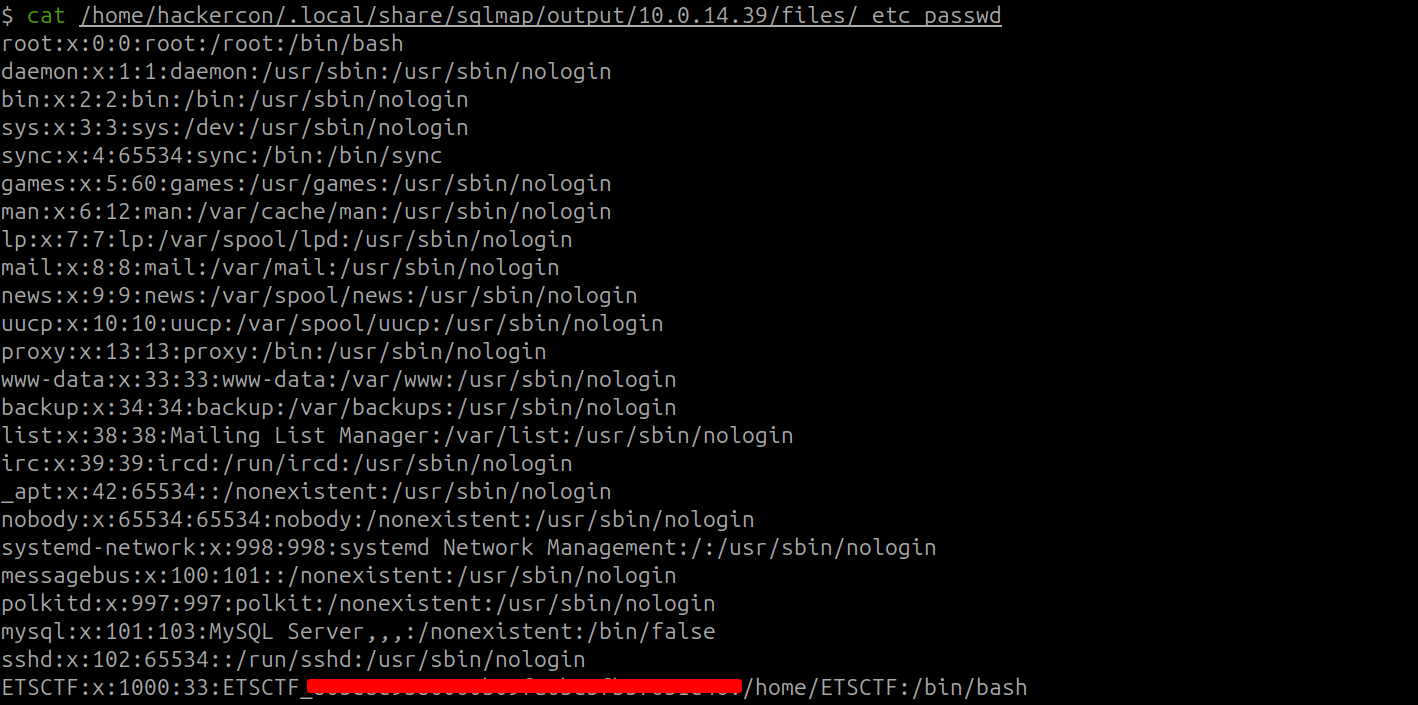 $ cat /home/hackercon/.local/share/sqlmap/output/10.0.14.39/files/_etc_passwd
root:x:0:0:root:/root:/bin/bash
daemon:x:1:1:daemon:/usr/sbin:/usr/sbin/nologin
bin:x:2:2:bin:/bin:/usr/sbin/nologin
sys:x:3:3:sys:/dev:/usr/sbin/nologin
sync:x:4:65534:sync:/bin:/bin/sync
games:x:5:60:games:/usr/games:/usr/sbin/nologin
man:x:6:12:man:/var/cache/man:/usr/sbin/nologin
lp:x:7:7:lp:/var/spool/lpd:/usr/sbin/nologin
mail:x:8:8:mail:/var/mail:/usr/sbin/nologin
news:x:9:9:news:/var/spool/news:/usr/sbin/nologin
uucp:x:10:10:uucp:/var/spool/uucp:/usr/sbin/nologin
proxy:x:13:13:proxy:/bin:/usr/sbin/nologin
www-data:x:33:33:www-data:/var/www:/usr/sbin/nologin
backup:x:34:34:backup:/var/backups:/usr/sbin/nologin
list:x:38:38:Mailing List Manager:/var/list:/usr/sbin/nologin
irc:x:39:39:ircd:/run/ircd:/usr/sbin/nologin
_apt:x:42:65534::/nonexistent:/usr/sbin/nologin
nobody:x:65534:65534:nobody:/nonexistent:/usr/sbin/nologin
systemd-network:x:998:998:systemd Network Management:/:/usr/sbin/nologin
messagebus:x:100:101::/nonexistent:/usr/sbin/nologin
polkitd:x:997:997:polkit:/nonexistent:/usr/sbin/nologin
mysql:x:101:103:MySQL Server,,,:/nonexistent:/bin/false
sshd:x:102:65534::/run/sshd:/usr/sbin/nologin
ETSCTF:x:1000:33:ETSCTF_ :/home/ETSCTF:/bin/bash